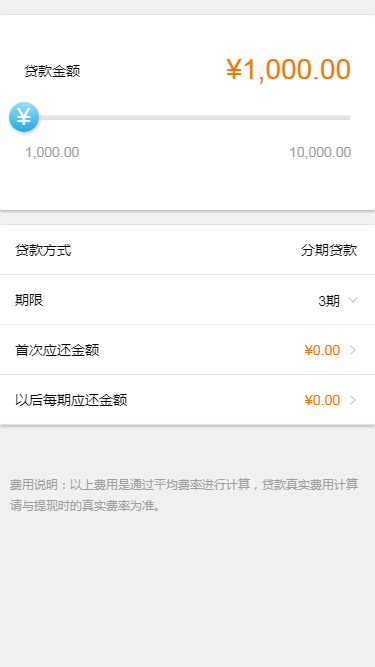 贷款金额 ¥1,000.00
¥
1,000.00 10,000.00
贷款方式 分期贷款
期限 3期
首次应还金额 ¥0.00
以后每期应还金额 ¥0.00
费用说明：以上费用是通过平均费率进行计算，贷款真实费用计算
请与提现时的真实费率为准。